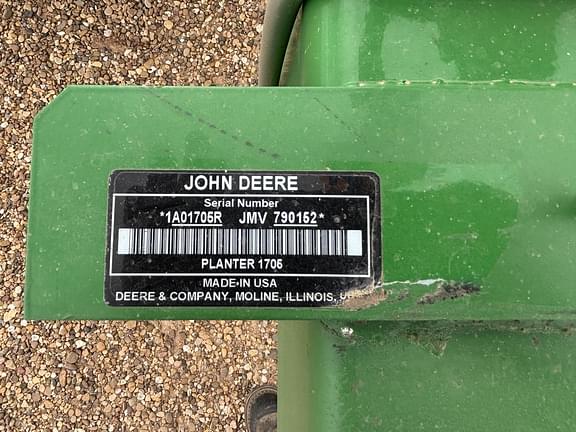 JOHN DEERE
Serial Number
*1A01705R JMV 790152*
PLANTER 1705
MADE-IN USA
DEERE & COMPANY, MOLINE, ILLINOIS,